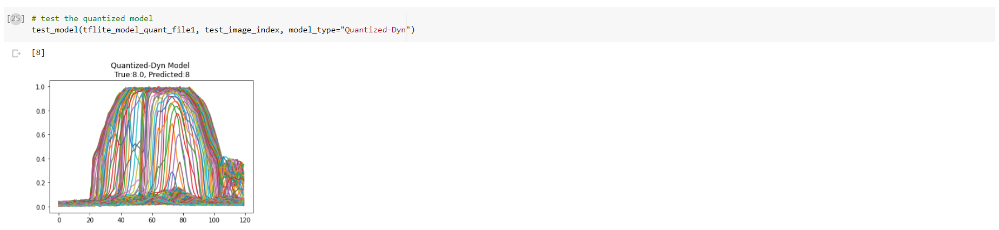 [25] # test the quantized model
test_model(tflite_model_quant_file1, test_image_index, model_type="Quantized-Dyn")
[8]
Quantized-Dyn Model
True:8.0, Predicted:8
1.0
0.8
0.6
0.4
0.2
0.0
0 20 40 60 80 100 120